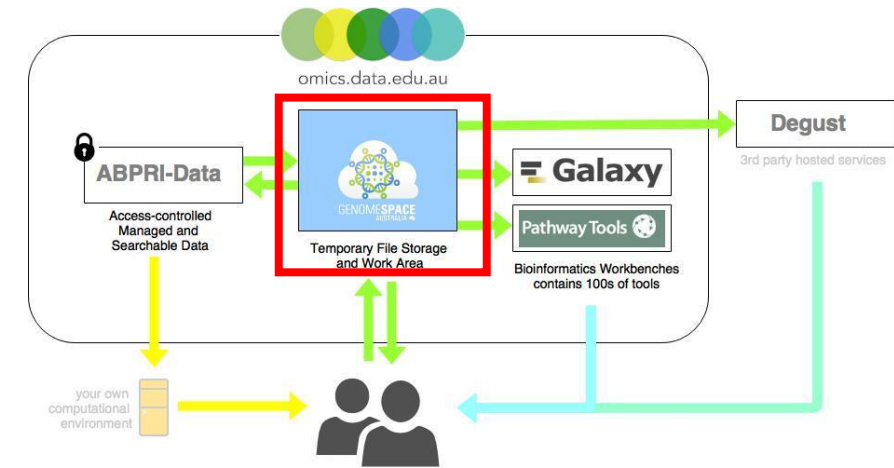 omics.data.edu.au
ABPRI-Data
Access-controlled
Managed and
Searchable Data
GENOMESPACE
AUSTRALIA
Temporary File Storage
and Work Area
Galaxy
Pathway Tools
Bioinformatics Workbenches
contains 100s of tools
Degust
3rd party hosted services
your own
computational
environment